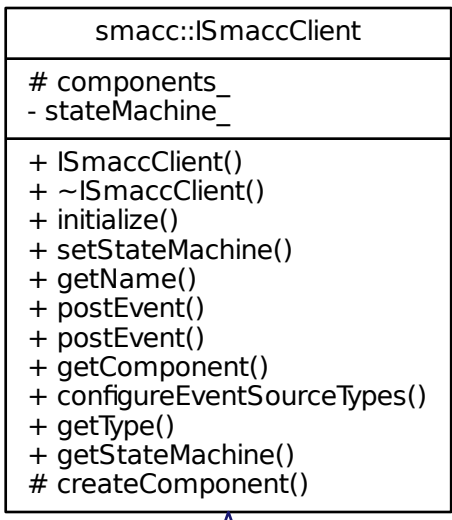 smacc::ISmaccClient
# components_
- stateMachine_
+ ISmaccClient()
+ ~ISmaccClient()
+ initialize()
+ setStateMachine()
+ getName()
+ postEvent()
+ postEvent()
+ getComponent()
+ configureEventSourceTypes()
+ getType()
+ getStateMachine()
# createComponent()